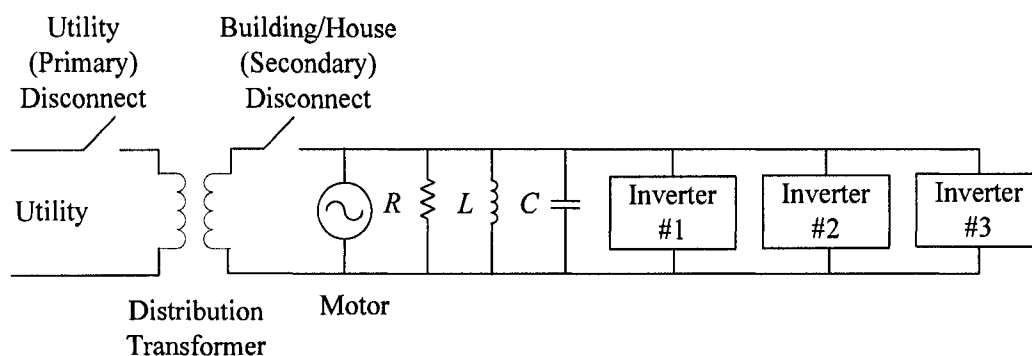 Utility
(Primary)
Disconnect
Building/House
(Secondary)
Disconnect
Utility
R
L
C
Inverter
#1
Inverter
#2
Inverter
#3
Distribution
Transformer
Motor